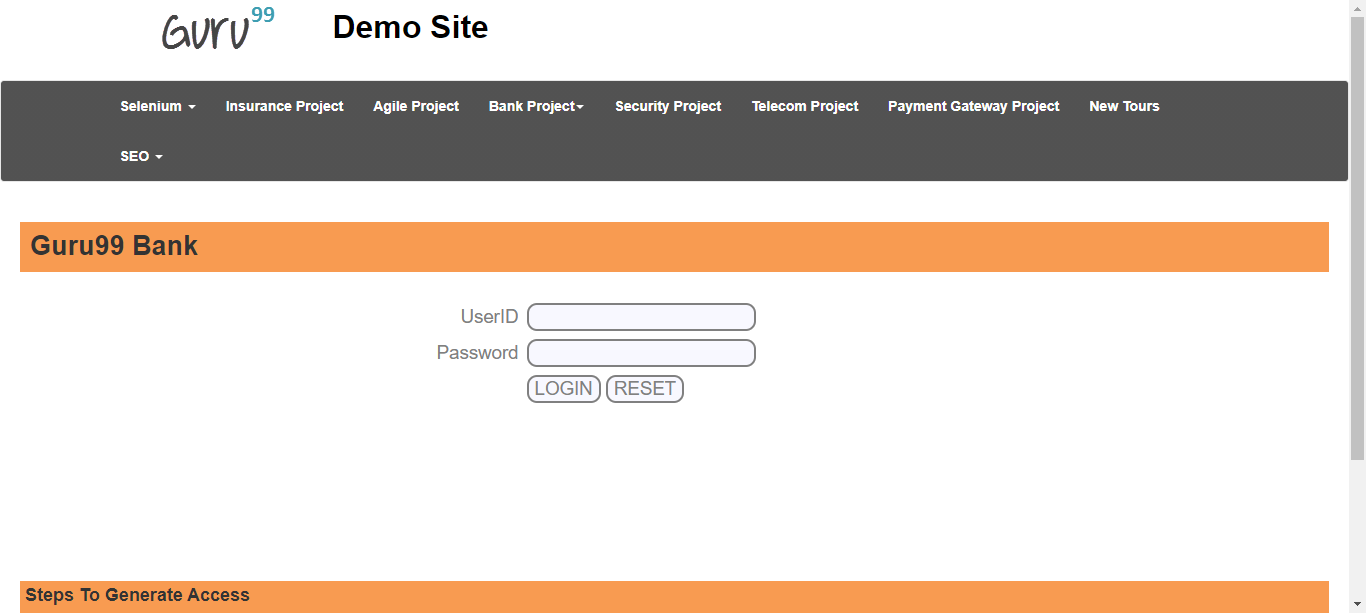 Guru99 Demo Site
Selenium Insurance Project Agile Project Bank Project Security Project Telecom Project Payment Gateway Project New Tours
SEO
Guru99 Bank
UserID
Password
LOGIN RESET
Steps To Generate Access